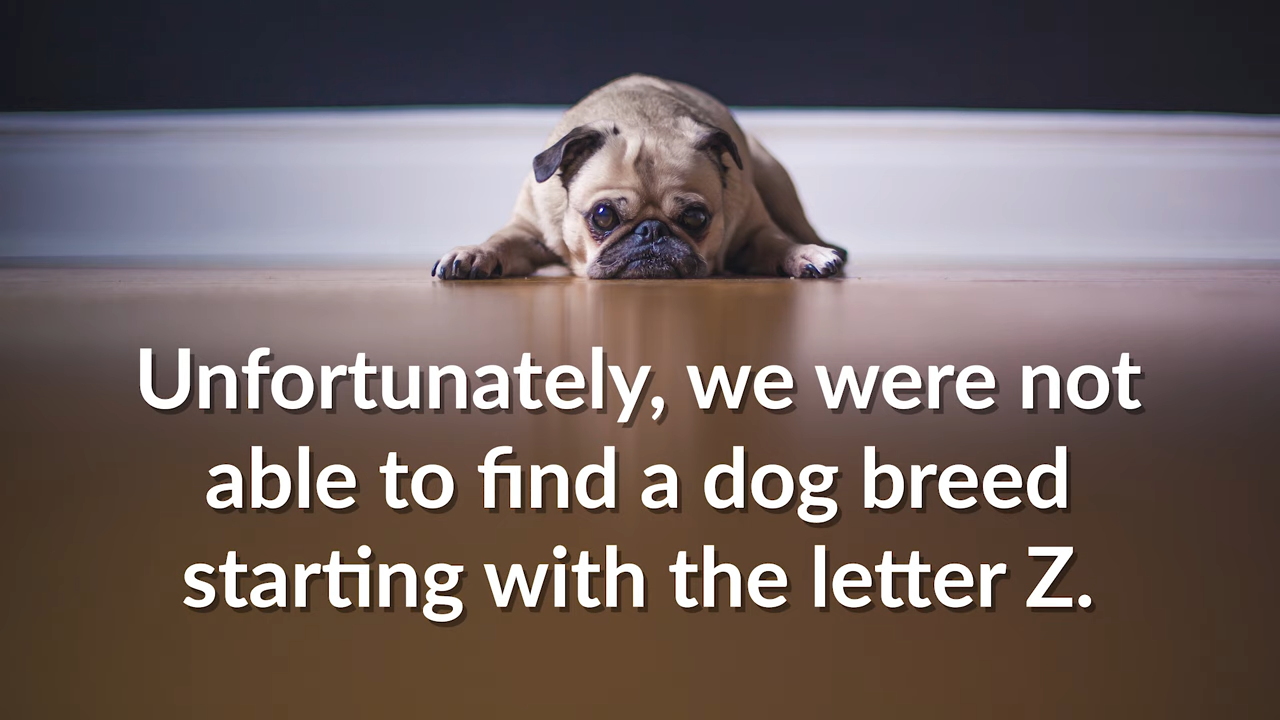 Unfortunately, we were not
able to find a dog breed
starting with the letter Z.